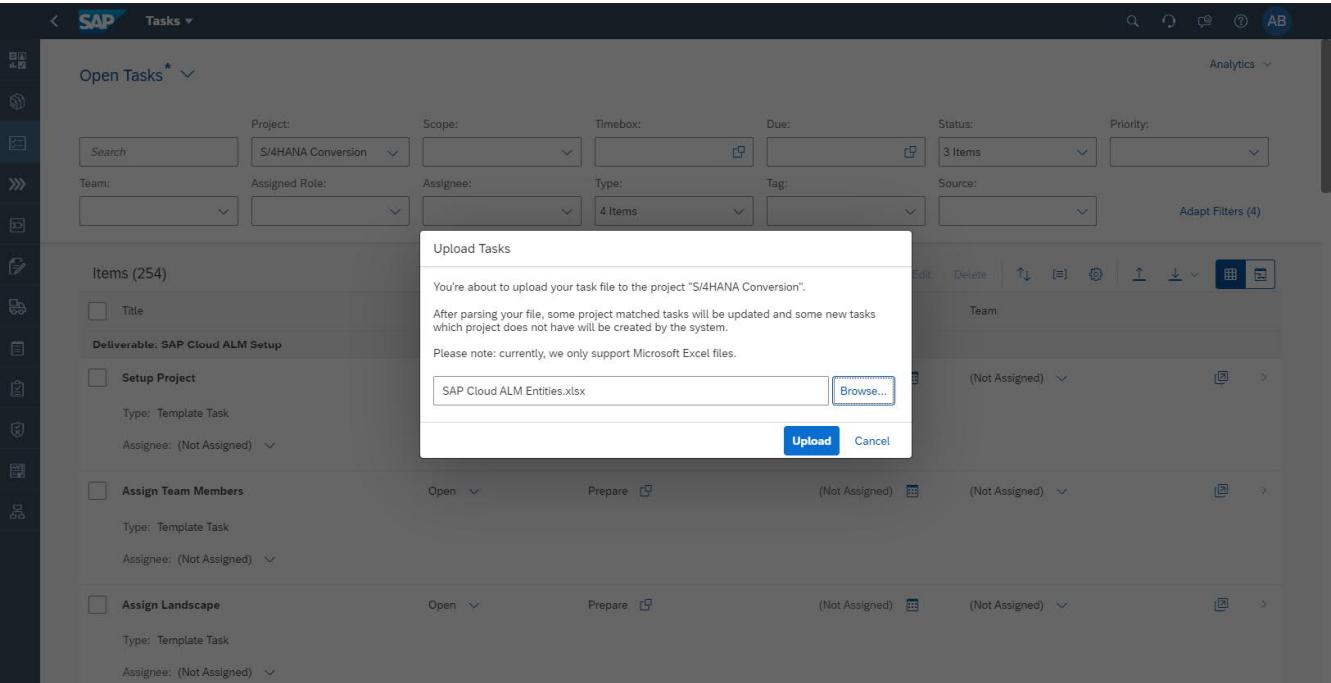 SAP Tasks
AB
Open Tasks*
Analytics
Project: Scope: Timebox: Due: Status: Priority:
Search S/4HANA Conversion 3 Items
Team: Assigned Role: Assignee: Type: Tag: Source:
4 Items Adapt Filters (4)
Upload Tasks
Items (254) Edit Delete
You're about to upload your task file to the project "S/4HANA Conversion".
Title Team
After parsing your file, some project matched tasks will be updated and some new tasks
which project does not have will be created by the system.
Deliverable: SAP Cloud ALM Setup
Please note: currently, we only support Microsoft Excel files.
Setup Project (Not Assigned)
SAP Cloud ALM Entities.xlsx Browse...
Type: Template Task
Assignee: (Not Assigned)
Upload Cancel
Assign Team Members Open Prepare (Not Assigned) (Not Assigned)
Type: Template Task
Assignee: (Not Assigned)
Assign Landscape Open Prepare (Not Assigned) (Not Assigned)
Type: Template Task
Assignee: (Not Assigned)